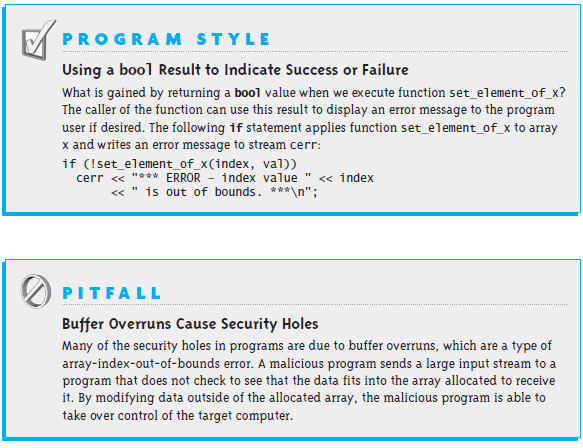 PROGRAM STYLE
Using a bool Result to Indicate Success or Failure
What is gained by returning a bool value when we execute function set_element_of_x?
The caller of the function can use this result to display an error message to the program
user if desired. The following if statement applies function set_element_of_x to array
x and writes an error message to stream cerr:
if (!set_element_of_x(index, val))
  cerr << "*** ERROR – index value " << index
       << " is out of bounds. ***\n";
PITFALL
Buffer Overruns Cause Security Holes
Many of the security holes in programs are due to buffer overruns, which are a type of
array-index-out-of-bounds error. A malicious program sends a large input stream to a
program that does not check to see that the data fits into the array allocated to receive
it. By modifying data outside of the allocated array, the malicious program is able to
take over control of the target computer.